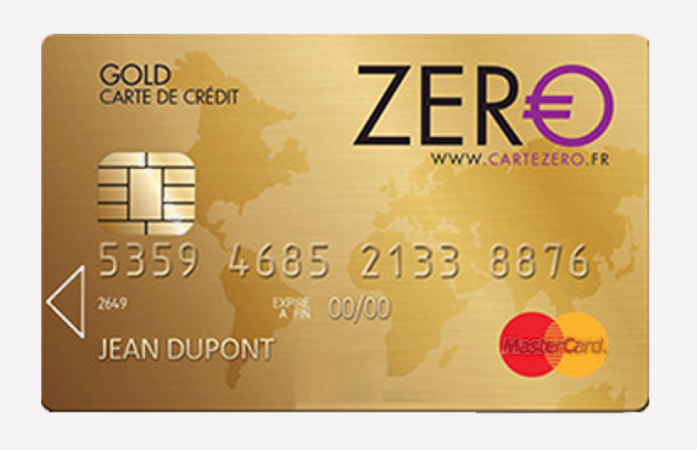 GOLD
CARTE DE CRÉDIT
ZER€
WWW.CARTEZERO.FR
5359 4685 2133 8876
2649
EXPIRE
A FIN
00/00
JEAN DUPONT
MasterCard.